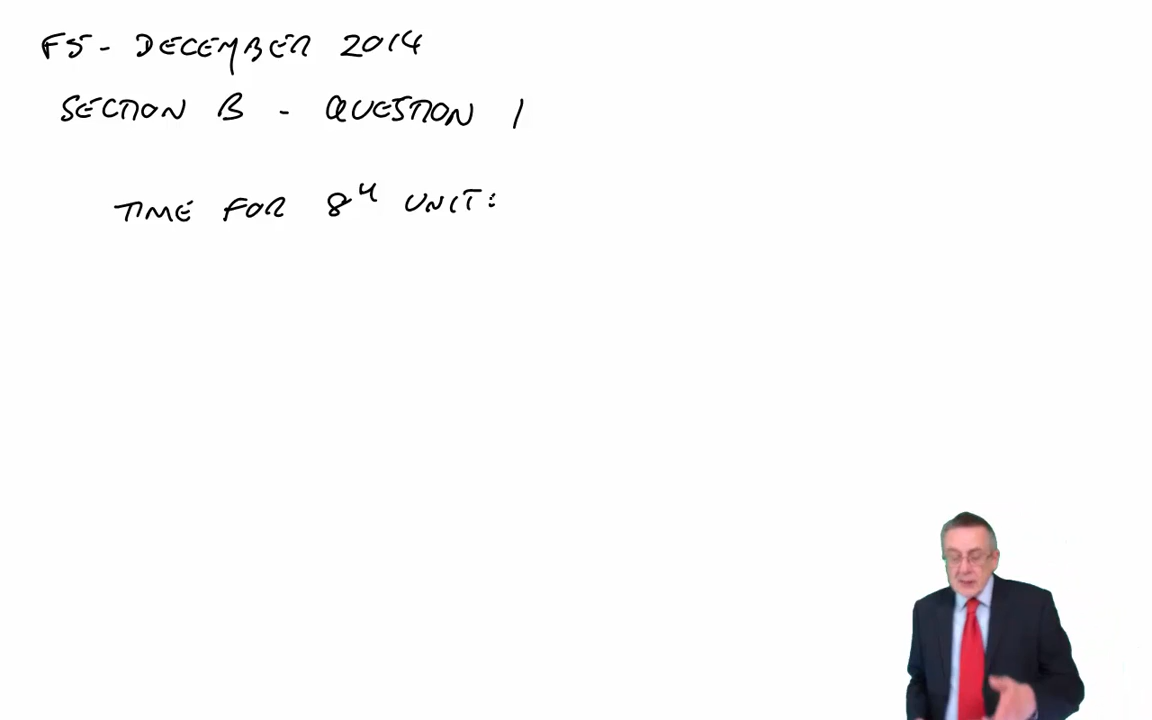 F5 - DECEMBER 2014
SECTION B - QUESTION 1
TIME FOR 8th UNIT: